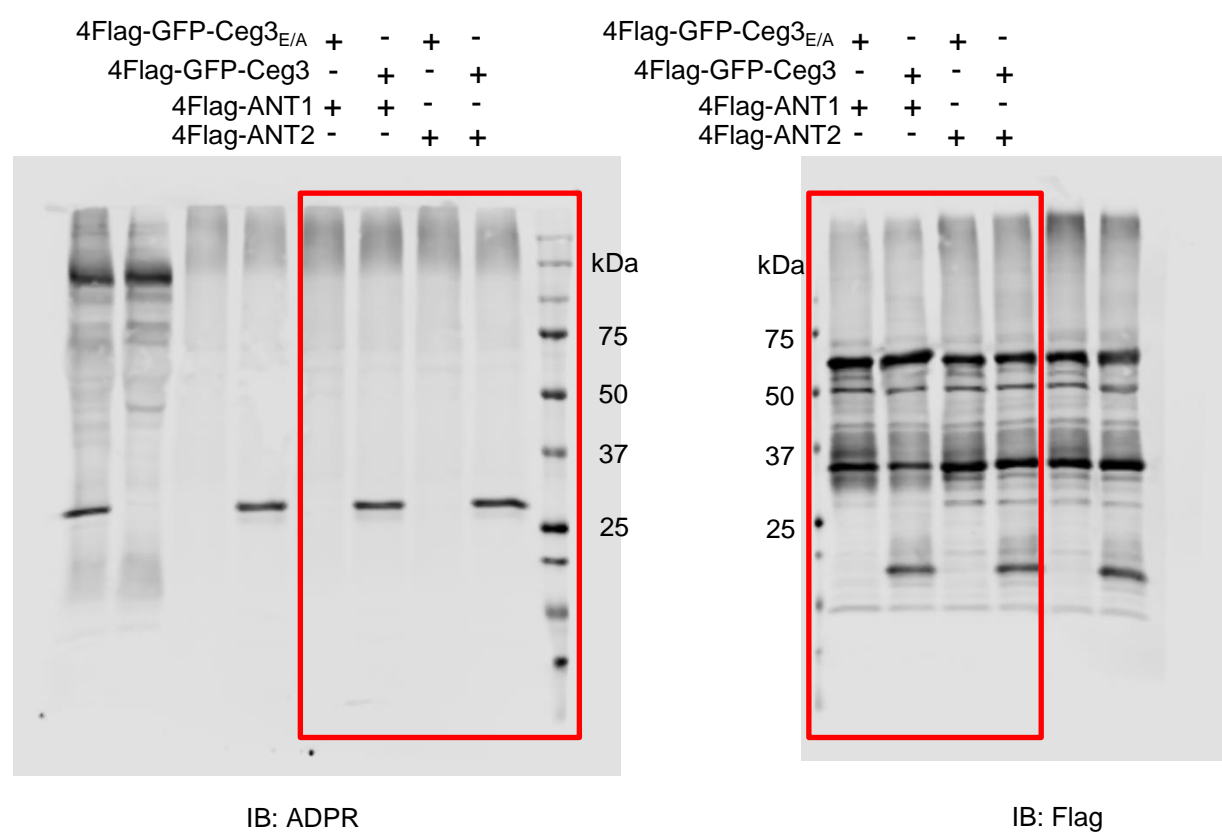 4Flag-GFP-Ceg3E/A + - + -
4Flag-GFP-Ceg3 - + - +
4Flag-ANT1 + + - -
4Flag-ANT2 - - + +
kDa
75
50
37
25
IB: ADPR
4Flag-GFP-Ceg3E/A + - + -
4Flag-GFP-Ceg3 - + - +
4Flag-ANT1 + + - -
4Flag-ANT2 - - + +
kDa
75
50
37
25
IB: Flag